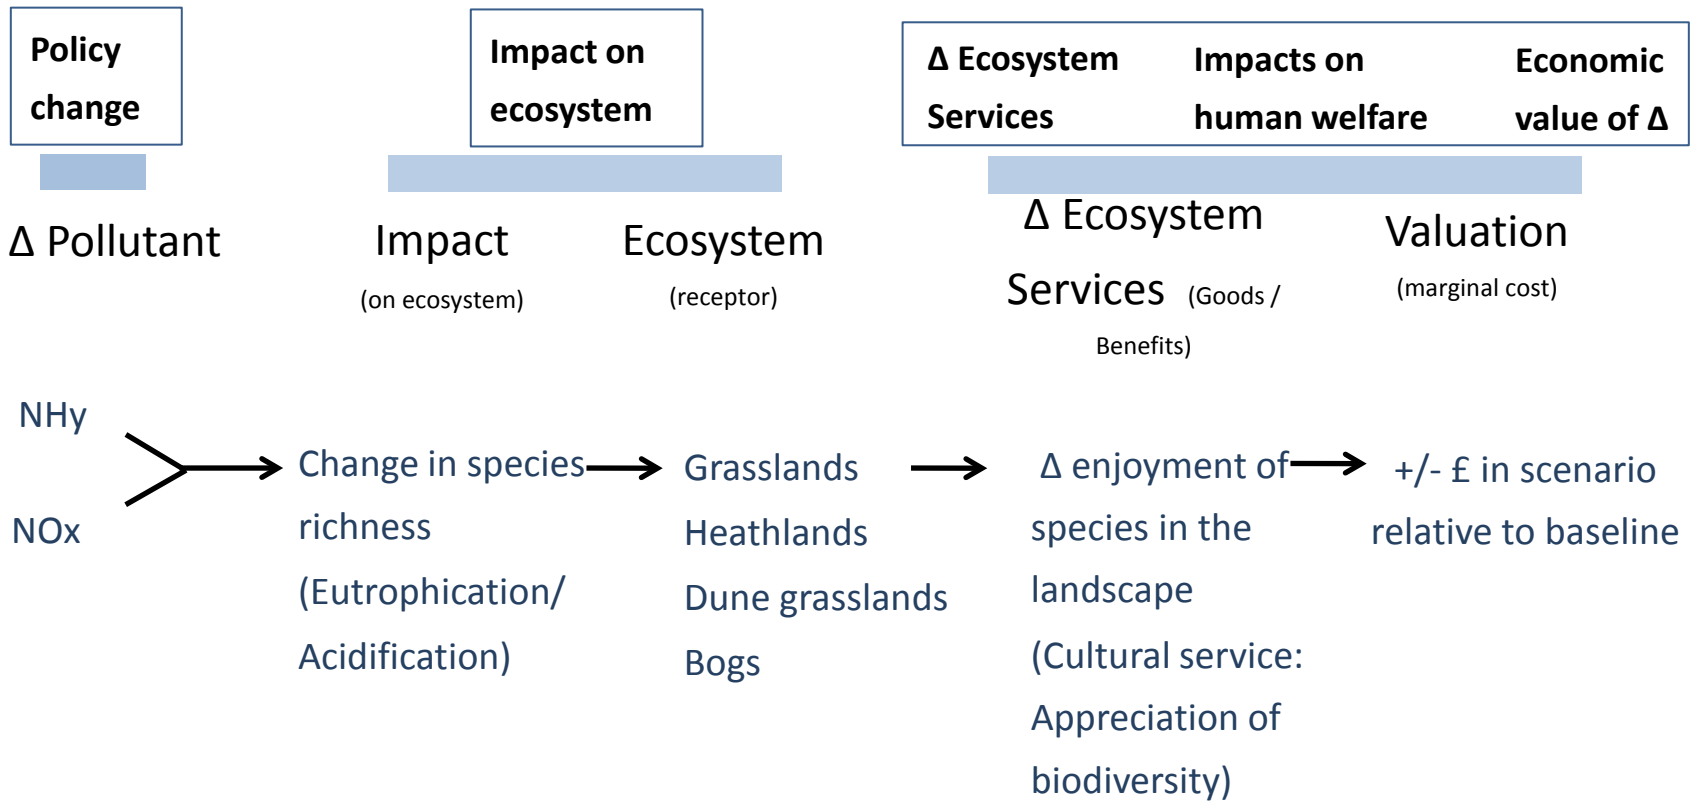 Policy
change
Impact on
ecosystem
Δ Ecosystem
Services
Impacts on
human welfare
Economic
value of Δ
Δ Pollutant
Impact
(on ecosystem)
Ecosystem
(receptor)
Δ Ecosystem
Services (Goods /
Benefits)
Valuation
(marginal cost)
NHy
NOx
Change in species
richness
(Eutrophication/
Acidification)
Grasslands
Heathlands
Dune grasslands
Bogs
Δ enjoyment of
species in the
landscape
(Cultural service:
Appreciation of
biodiversity)
+/- £ in scenario
relative to baseline